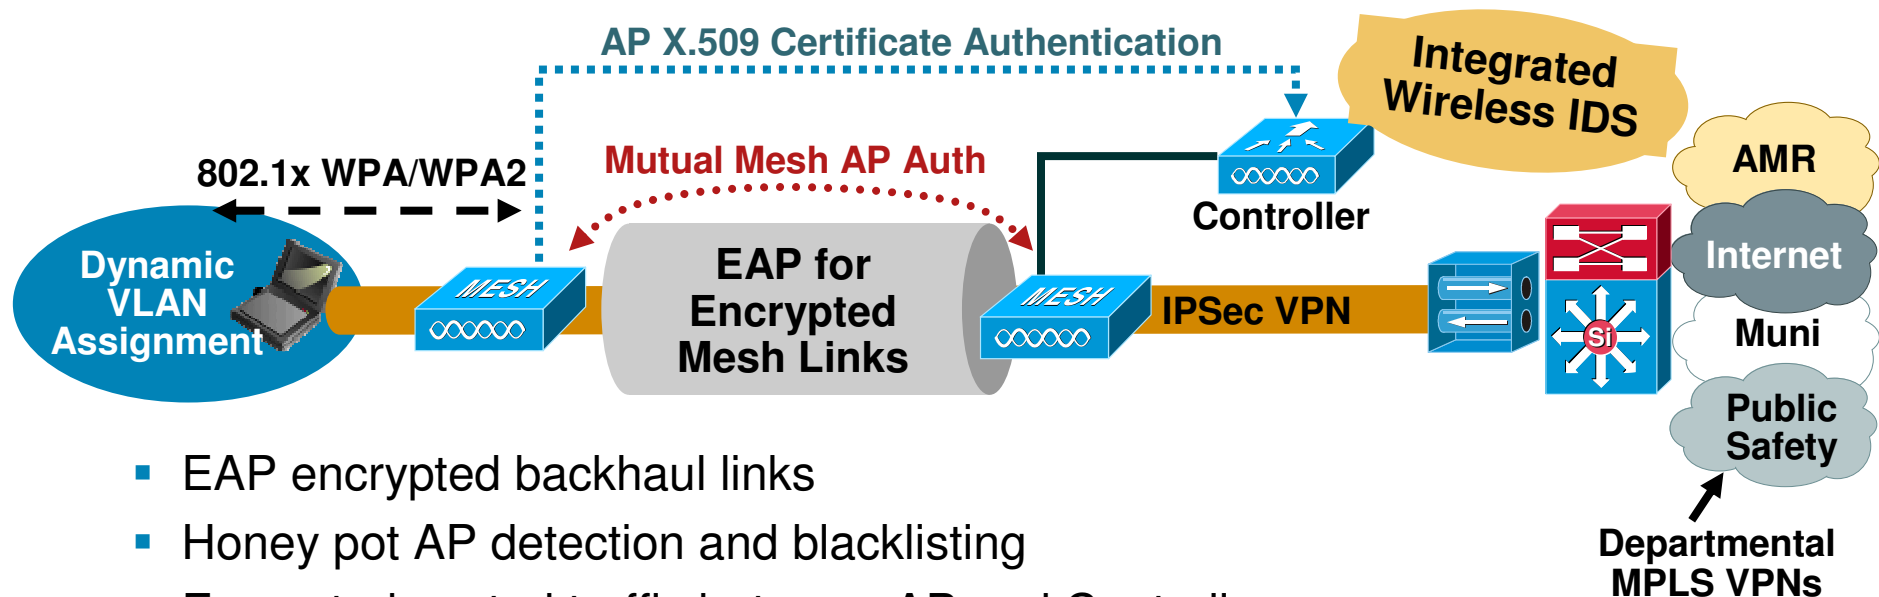 AP X.509 Certificate Authentication
Integrated
Wireless IDS
802.1x WPA/WPA2
Mutual Mesh AP Auth
AMR
Controller
Dynamic
VLAN
Assignment
MESH
EAP for
Encrypted
Mesh Links
MESH
IPSec VPN
Si
Internet
Muni
Public
Safety
Departmental
MPLS VPNs
EAP encrypted backhaul links
Honey pot AP detection and blacklisting